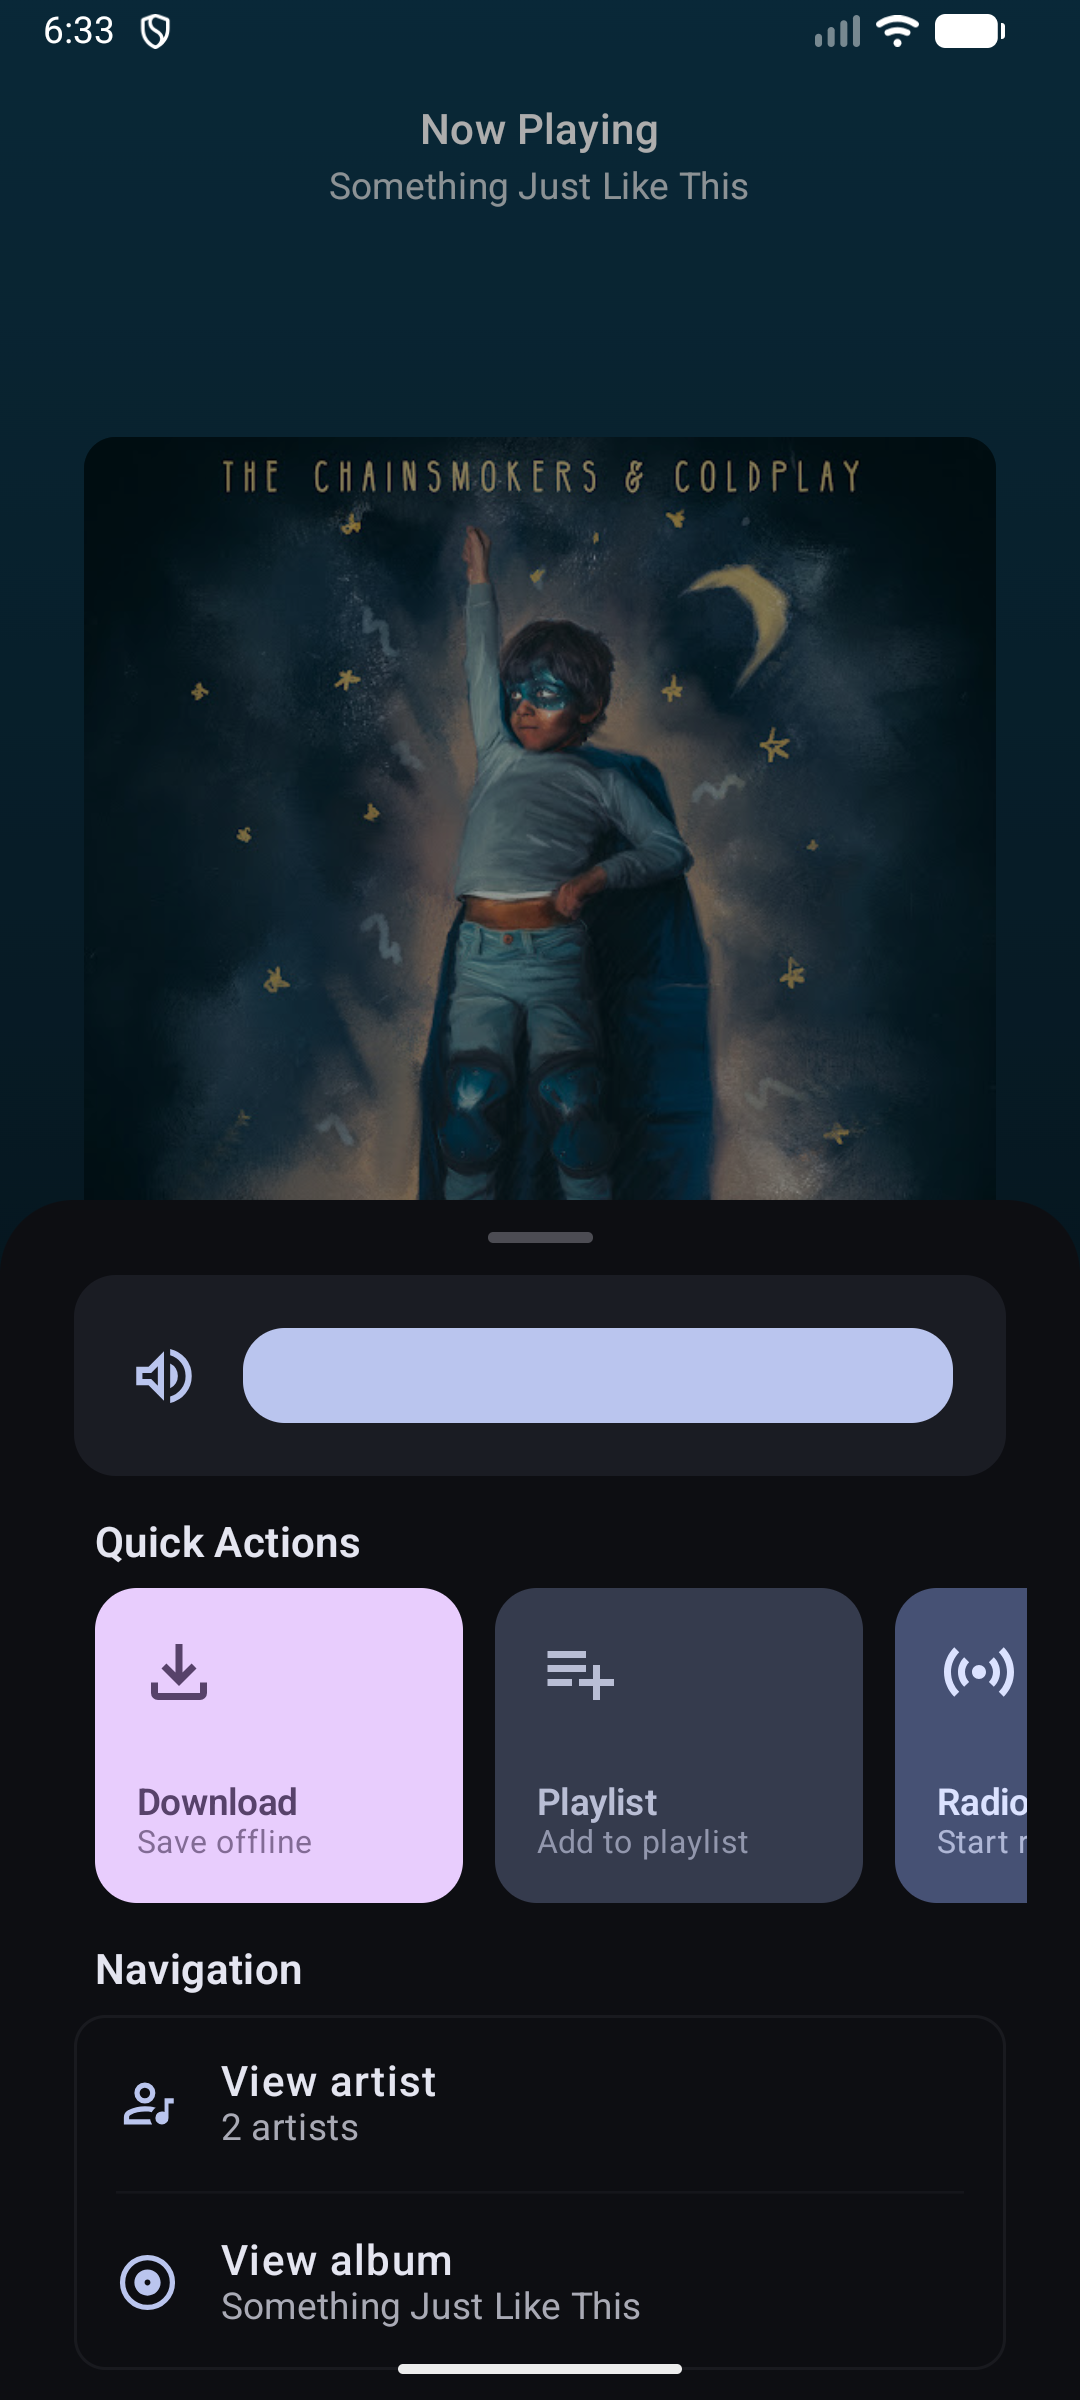 6:33
Now Playing
Something Just Like This
THE CHAINSMOKERS & COLDPLAY
Quick Actions
Download
Save offline
Playlist
Add to playlist
Radio
Start
Navigation
View artist
2 artists
View album
Something Just Like This